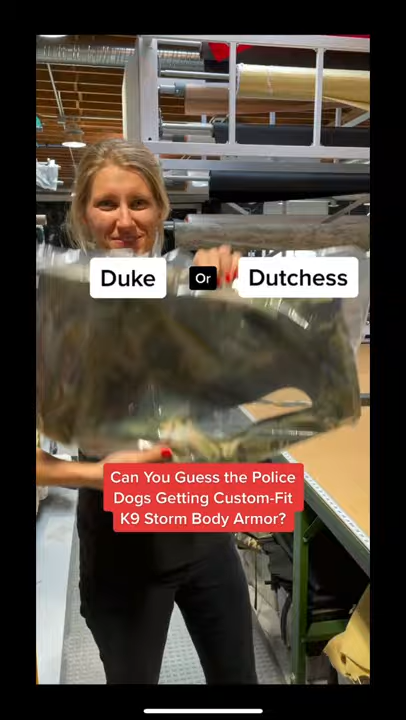 Duke Or Dutchess
Can You Guess the Police
Dogs Getting Custom-Fit
K9 Storm Body Armor?